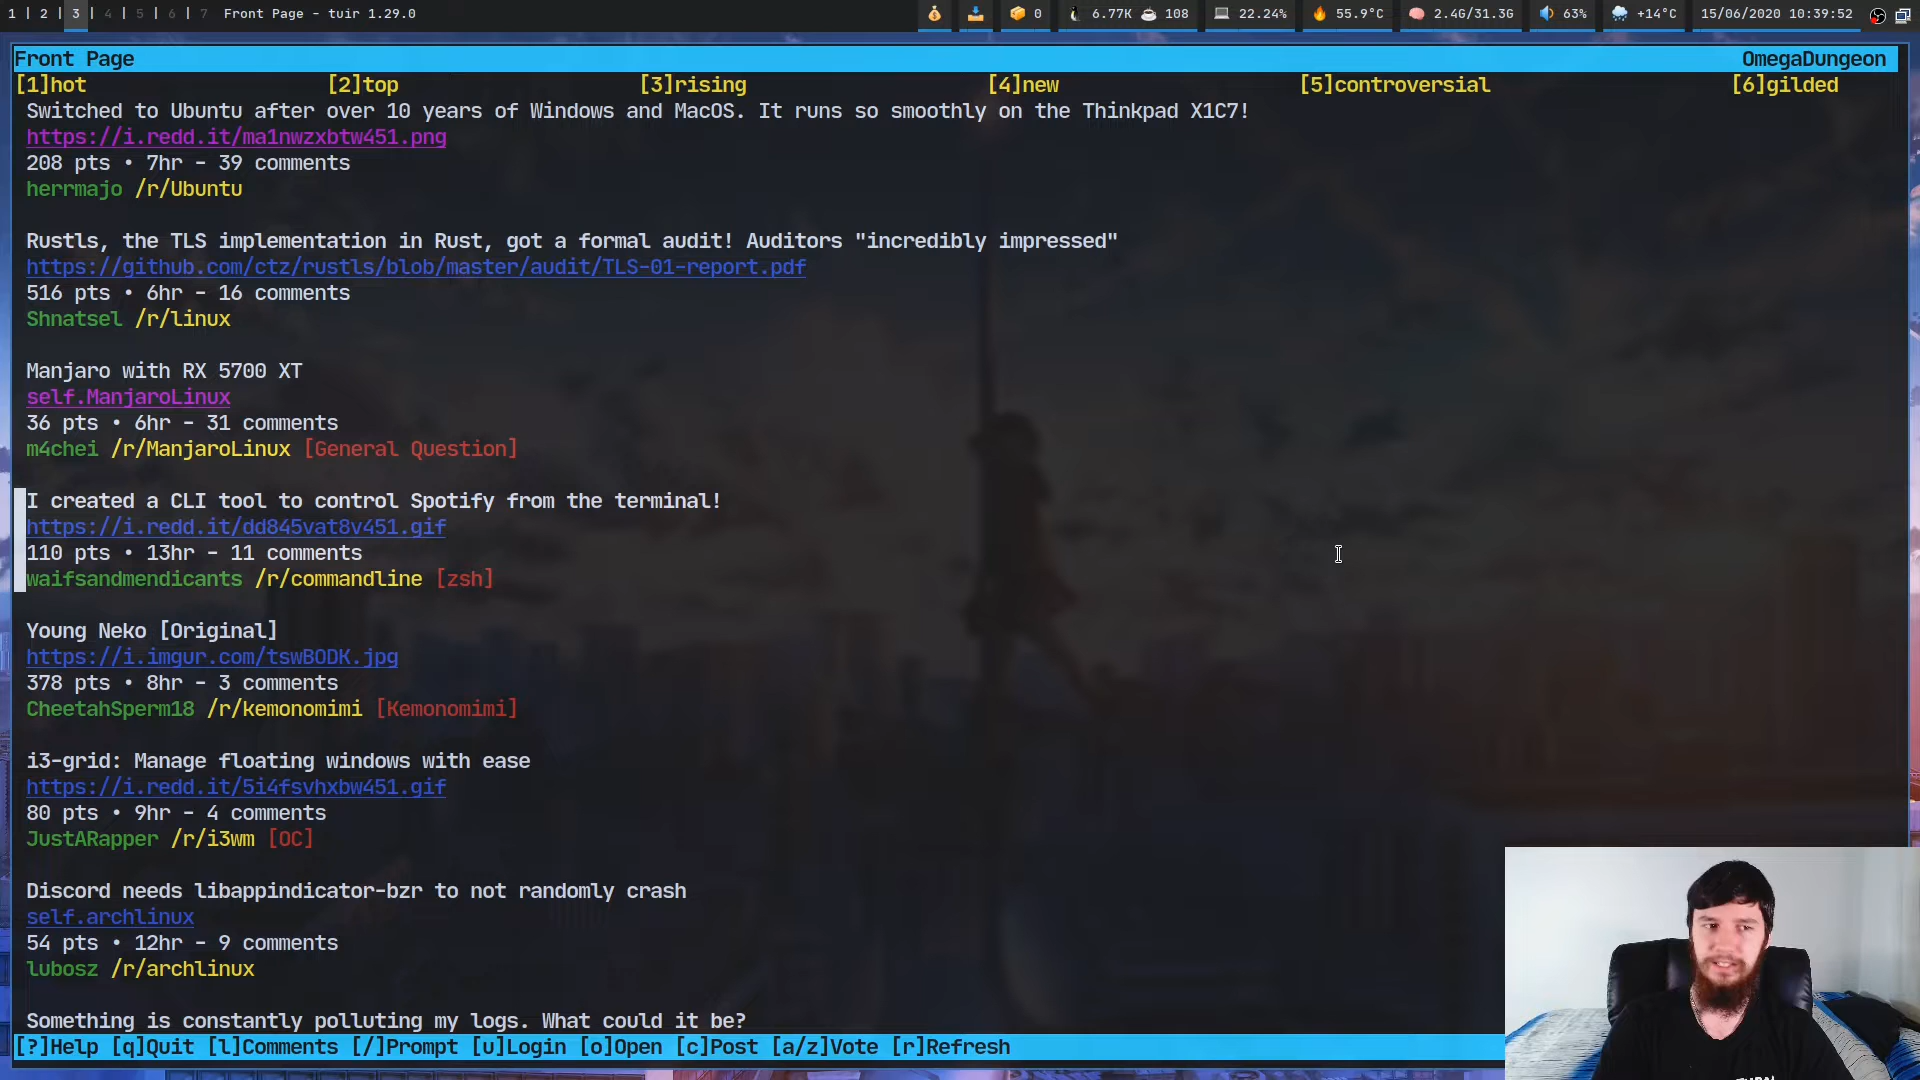 1 | 2 | 3 | 4 | 5 | 6 | 7 Front Page - tuir 1.29.0 0 6.77K 108 22.24% 55.9°C 2.4G/31.3G 63% +14°C 15/06/2020 10:39:52
Front Page OmegaDungeon
[1]hot [2]top [3]rising [4]new [5]controversial [6]gilded
Switched to Ubuntu after over 10 years of Windows and MacOS. It runs so smoothly on the Thinkpad X1C7!
https://i.redd.it/ma1nwzxbtw451.png
208 pts • 7hr - 39 comments
herrmajo /r/Ubuntu
Rustls, the TLS implementation in Rust, got a formal audit! Auditors "incredibly impressed"
https://github.com/ctz/rustls/blob/master/audit/TLS-01-report.pdf
516 pts • 6hr - 16 comments
Shnatsel /r/linux
Manjaro with RX 5700 XT
self.ManjaroLinux
36 pts • 6hr - 31 comments
m4chei /r/ManjaroLinux [General Question]
I created a CLI tool to control Spotify from the terminal!
https://i.redd.it/dd845vat8v451.gif
110 pts • 13hr - 11 comments
waifsandmendicants /r/commandline [zsh]
Young Neko [Original]
https://i.imgur.com/tswBODK.jpg
378 pts • 8hr - 3 comments
CheetahSperm18 /r/kemonomimi [Kemonomimi]
i3-grid: Manage floating windows with ease
https://i.redd.it/5i4fsvhxbw451.gif
80 pts • 9hr - 4 comments
JustARapper /r/i3wm [OC]
Discord needs libappindicator-bzr to not randomly crash
self.archlinux
54 pts • 12hr - 9 comments
lubosz /r/archlinux
Something is constantly polluting my logs. What could it be?
[?]Help [q]Quit [l]Comments [/]Prompt [u]Login [o]Open [c]Post [a/z]Vote [r]Refresh